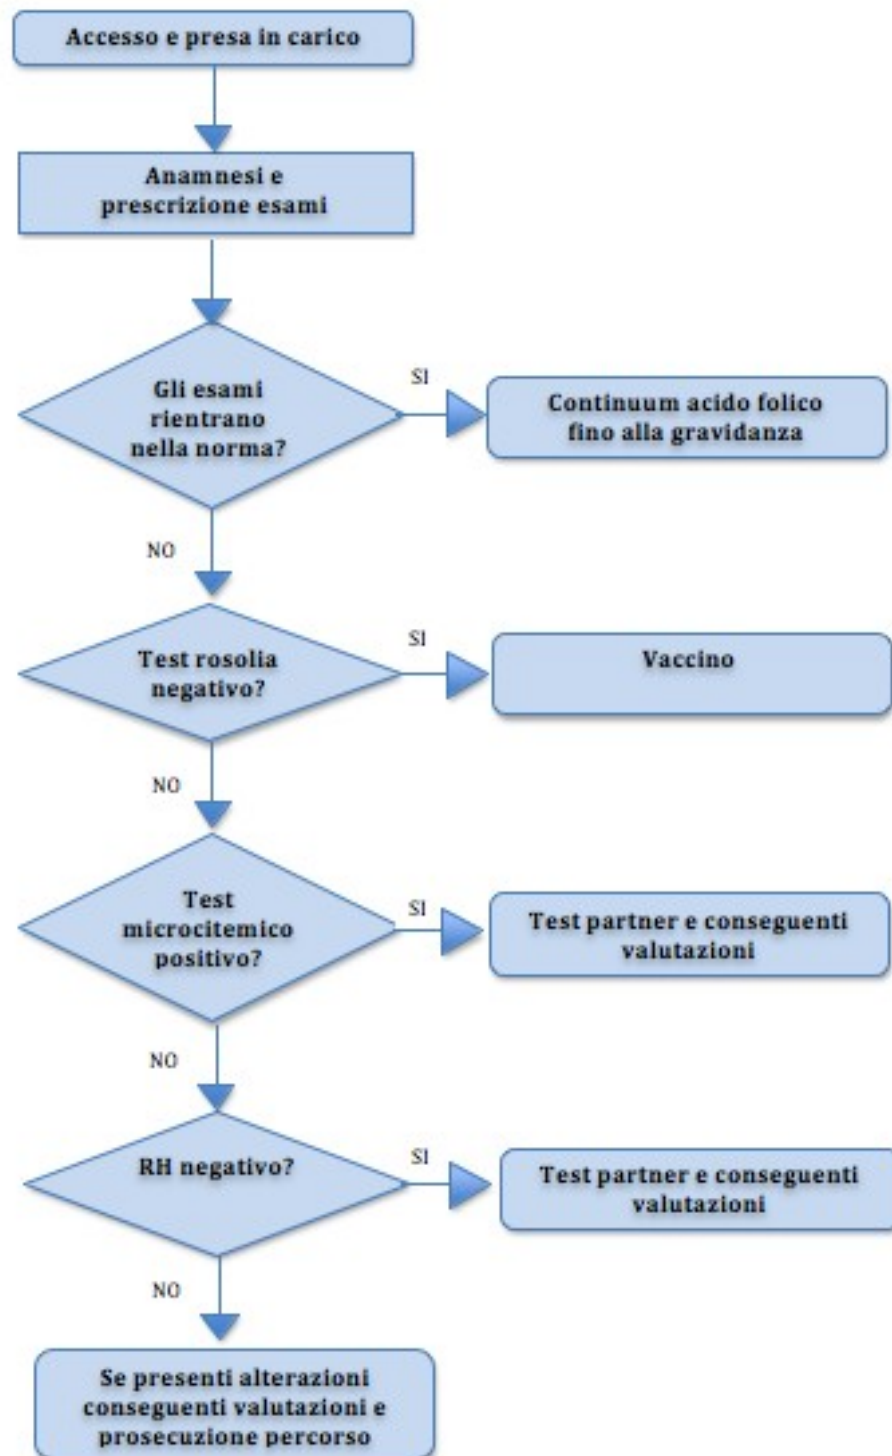 Accesso e presa in carico
Anamnesi e
prescrizione esami
Gli esami
rientrano
nella norma?
SI
Continuum acido folico
fino alla gravidanza
NO
Test rosolia
negativo?
SI
Vaccino
NO
Test
microcitemico
positivo?
SI
Test partner e conseguenti
valutazioni
NO
RH negativo?
SI
Test partner e conseguenti
valutazioni
NO
Se presenti alterazioni
conseguenti valutazioni e
prosecuzione percorso